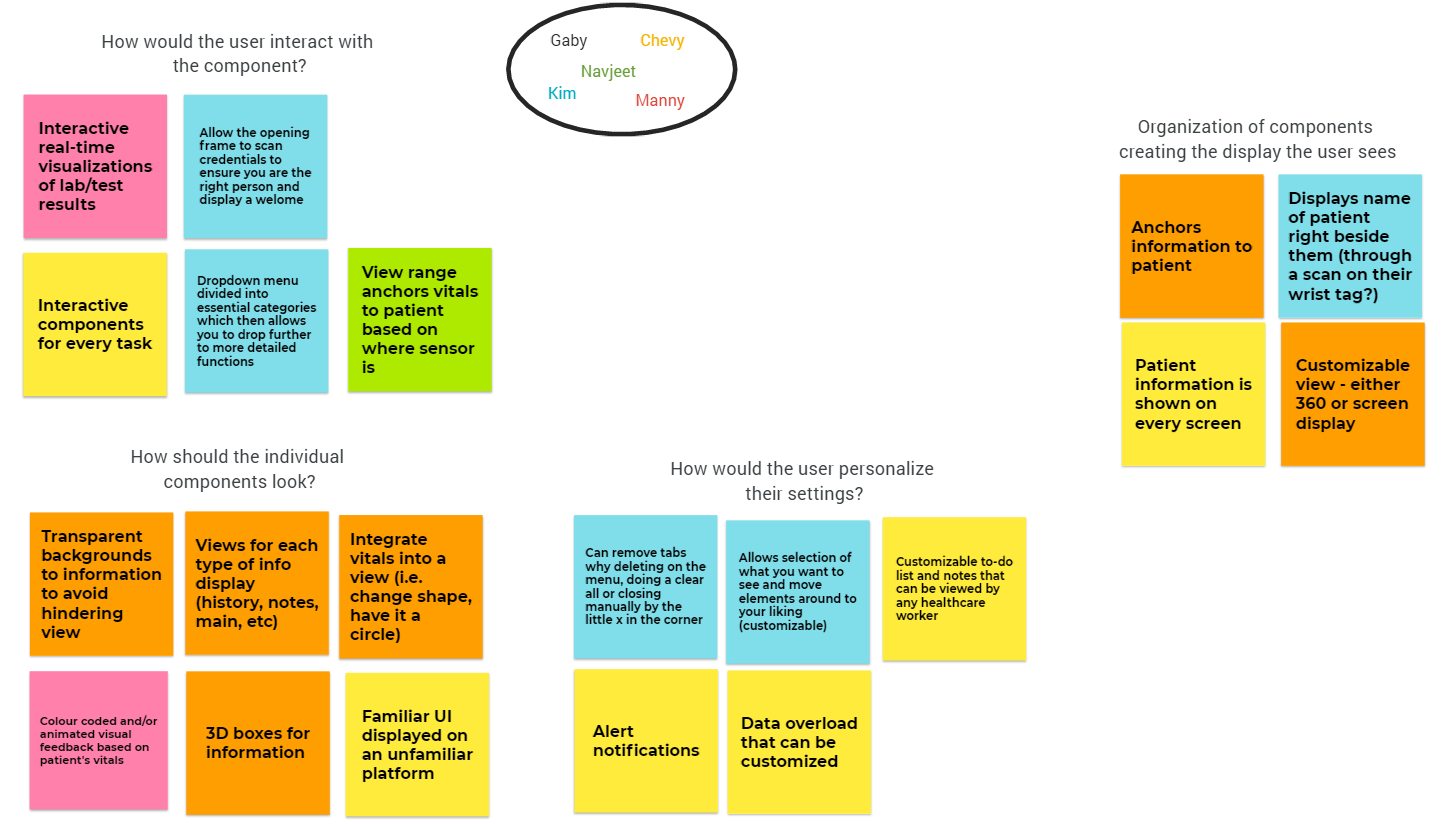 How would the user interact with
the component?
Gaby
Chevy
Navjeet
Kim
Manny
Interactive
real-time
visualizations
of lab/test
results
Allow the opening
frame to scan
credentials to
ensure you are the
right person and
display a welome
Interactive
components
for every task
Dropdown menu
divided into
essential categories
which then allows
you to drop further
to more detailed
functions
View range
anchors vitals
to patient
based on
where sensor
is
Organization of components
creating the display the user sees
Anchors
information to
patient
Displays name
of patient
right beside
them (through
a scan on their
wrist tag?)
Patient
information is
shown on
every screen
Customizable
view - either
360 or screen
display
How should the individual
components look?
Transparent
backgrounds
to information
to avoid
hindering
view
Views for each
type of info
display
(history, notes,
main, etc)
Integrate
vitals into a
view (i.e.
change shape,
have it a
circle)
Colour coded and/or
animated visual
feedback based on
patient's vitals
3D boxes for
information
Familiar UI
displayed on
an unfamiliar
platform
How would the user personalize
their settings?
Can remove tabs
why deleting on the
menu, doing a clear
all or closing
manually by the
little x in the corner
Allows selection of
what you want to
see and move
elements around to
your liking
(customizable)
Customizable to-do
list and notes that
can be viewed by
any healthcare
worker
Alert
notifications
Data overload
that can be
customized